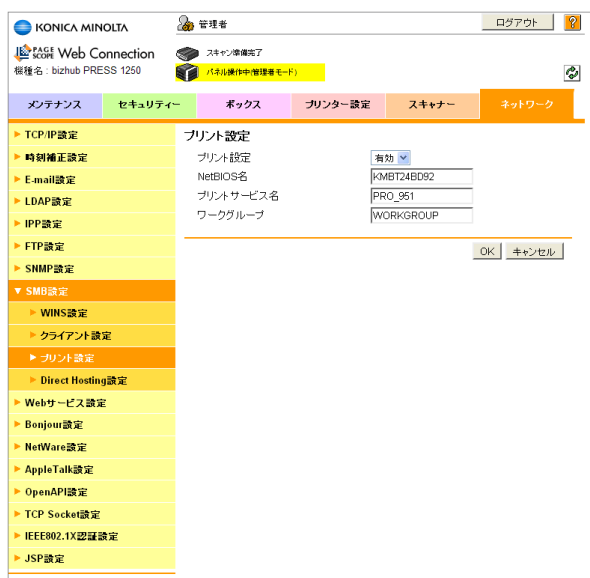 KONICA MINOLTA
管理者
ログアウト
?
PAGE SCOPE Web Connection
スキャン準備完了
機種名 : bizhub PRESS 1250
パネル操作中(管理者モード)
メンテナンス セキュリティー ボックス プリンター設定 スキャナー ネットワーク
TCP/IP設定
時刻補正設定
E-mail設定
LDAP設定
IPP設定
FTP設定
SNMP設定
SMB設定
WINS設定
クライアント設定
プリント設定
Direct Hosting設定
Webサービス設定
Bonjour設定
NetWare設定
AppleTalk設定
OpenAPI設定
TCP Socket設定
IEEE802.1X認証設定
JSP設定
プリント設定
プリント設定 有効
NetBIOS名 KMBT24BD92
プリントサービス名 PRO_951
ワークグループ WORKGROUP
OK キャンセル